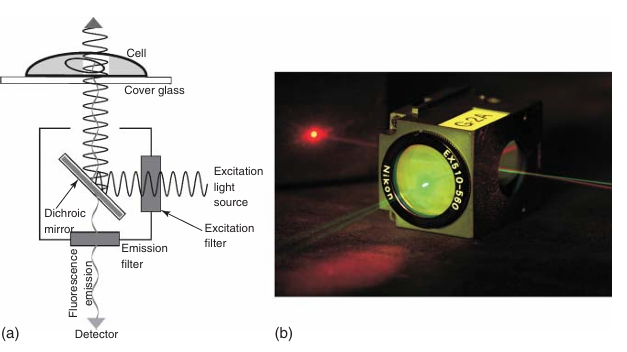 Cell
Cover glass
Excitation
light
source
Dichroic
mirror
Excitation
filter
Emission
filter
Fluorescence
emission
Detector
(a)
G-2A
Nikon
EX510-560
(b)